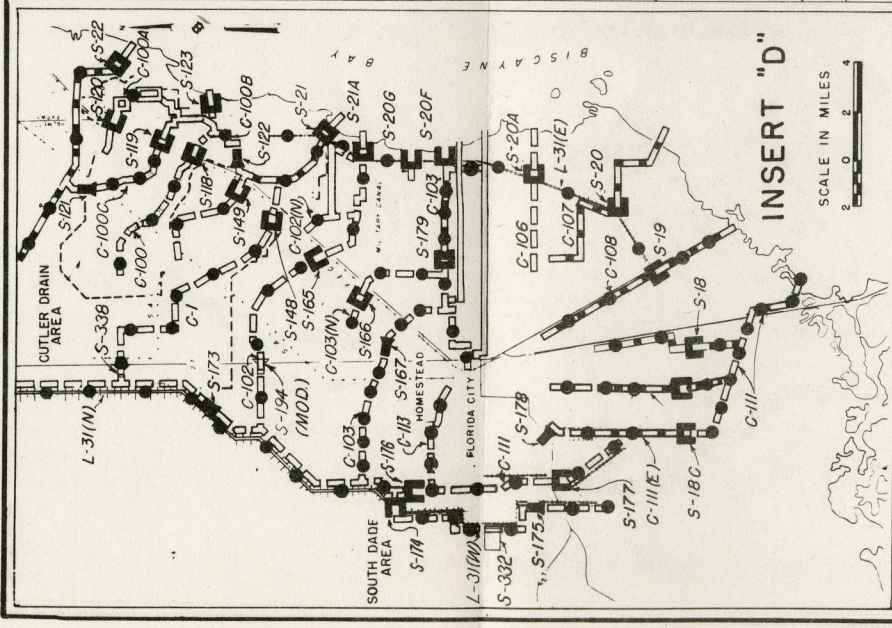 S-22
C-100A
S-120
S-123
C-100B
S-119
S-21
S-122
S-121
C-100C
S-118
S-149
C-100
CUTLER DRAIN
AREA
S-338
C-1
L-31(N)
S-173
BISCAYNE
BAY
S-21A
S-20G
S-20F
C-102(N)
S-148
S-165
C-103
S-179
C-102
S-194
(MOD.)
C-103(N)
S-166
S-167
HOMESTEAD
C-103
C-113
S-176
SOUTH DADE
AREA
S-174
FLORIDA CITY
C-111
L-31(W)
S-332
S-175
S-178
S-177
C-111(E)
S-18C
C-111
S-18
S-20A
L-31(E)
C-106
C-107
S-20
C-108
S-19
INSERT "D"
SCALE IN MILES
2 0 2 4